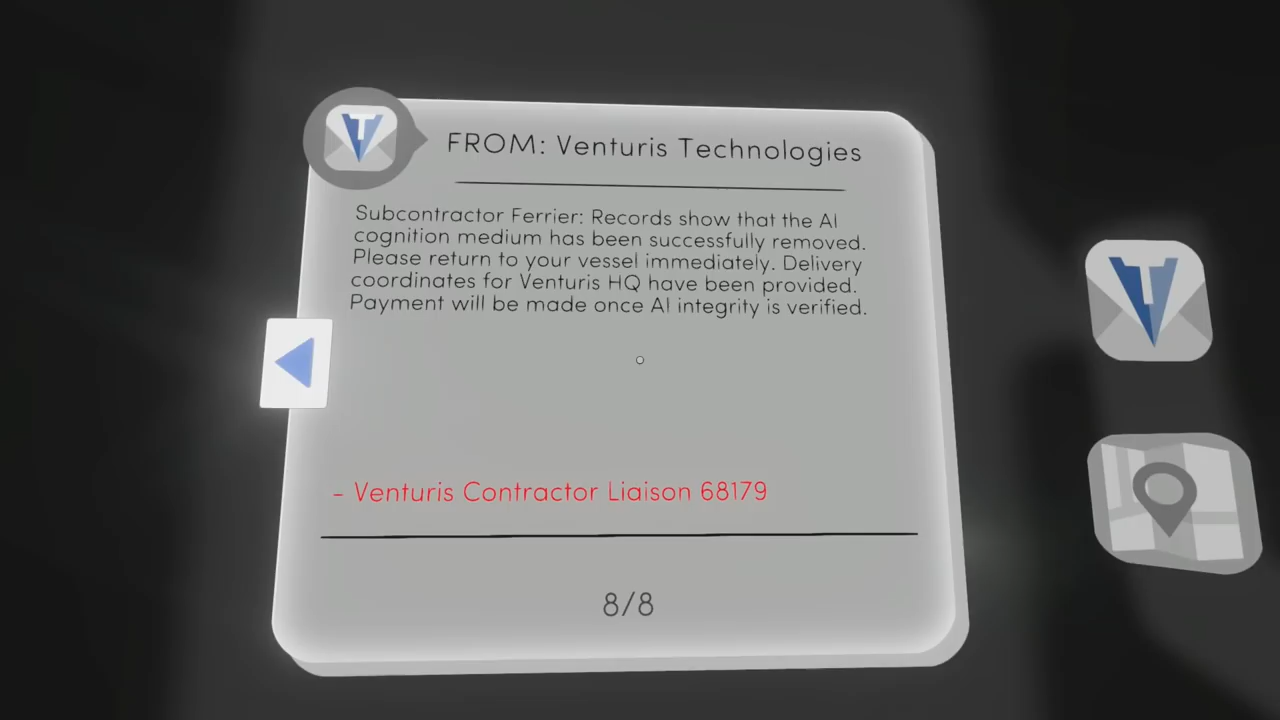 FROM: Venturis Technologies
Subcontractor Ferrier: Records show that the AI
cognition medium has been successfully removed.
Please return to your vessel immediately. Delivery
coordinates for Venturis HQ have been provided.
Payment will be made once AI integrity is verified.
- Venturis Contractor Liaison 68179
8/8